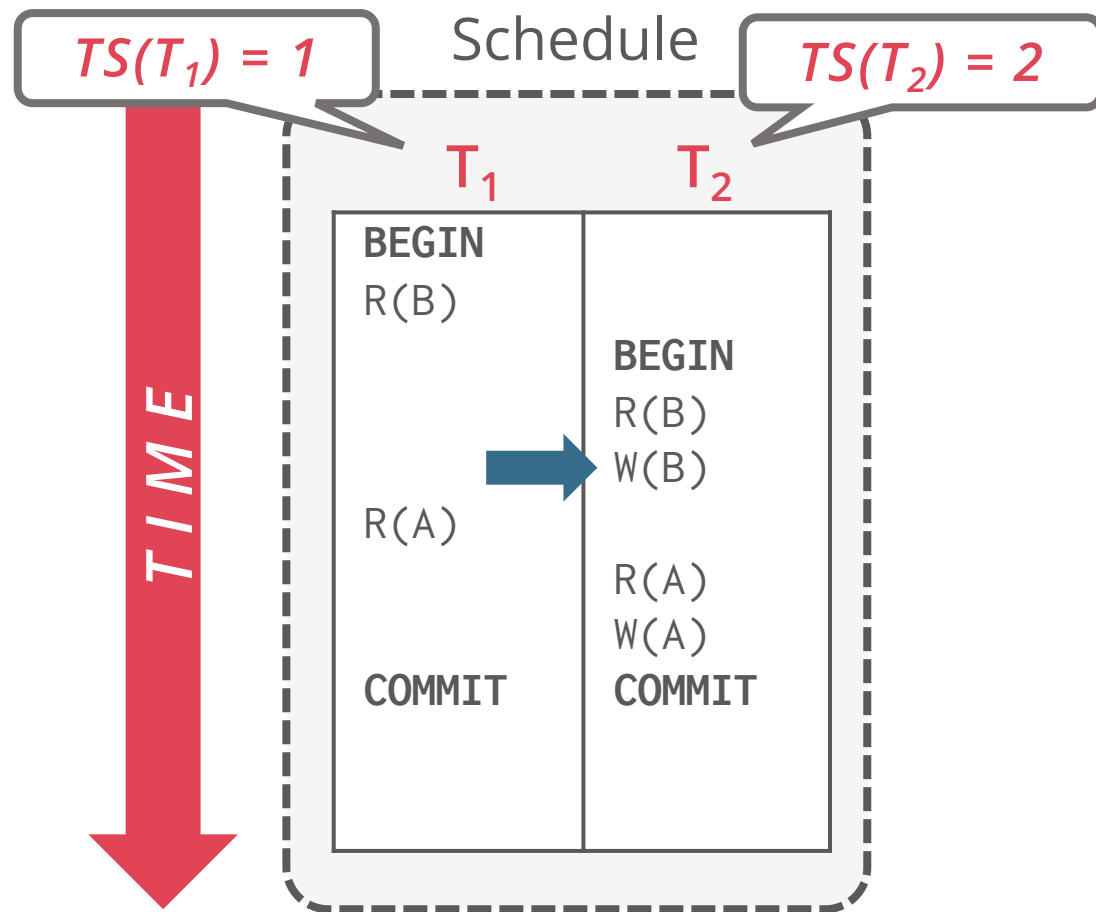 Schedule
TS(T₁) = 1
TS(T₂) = 2
T₁ T₂
BEGIN
R(B)
BEGIN
R(B)
W(B)
R(A)
R(A)
W(A)
COMMIT COMMIT
TIME